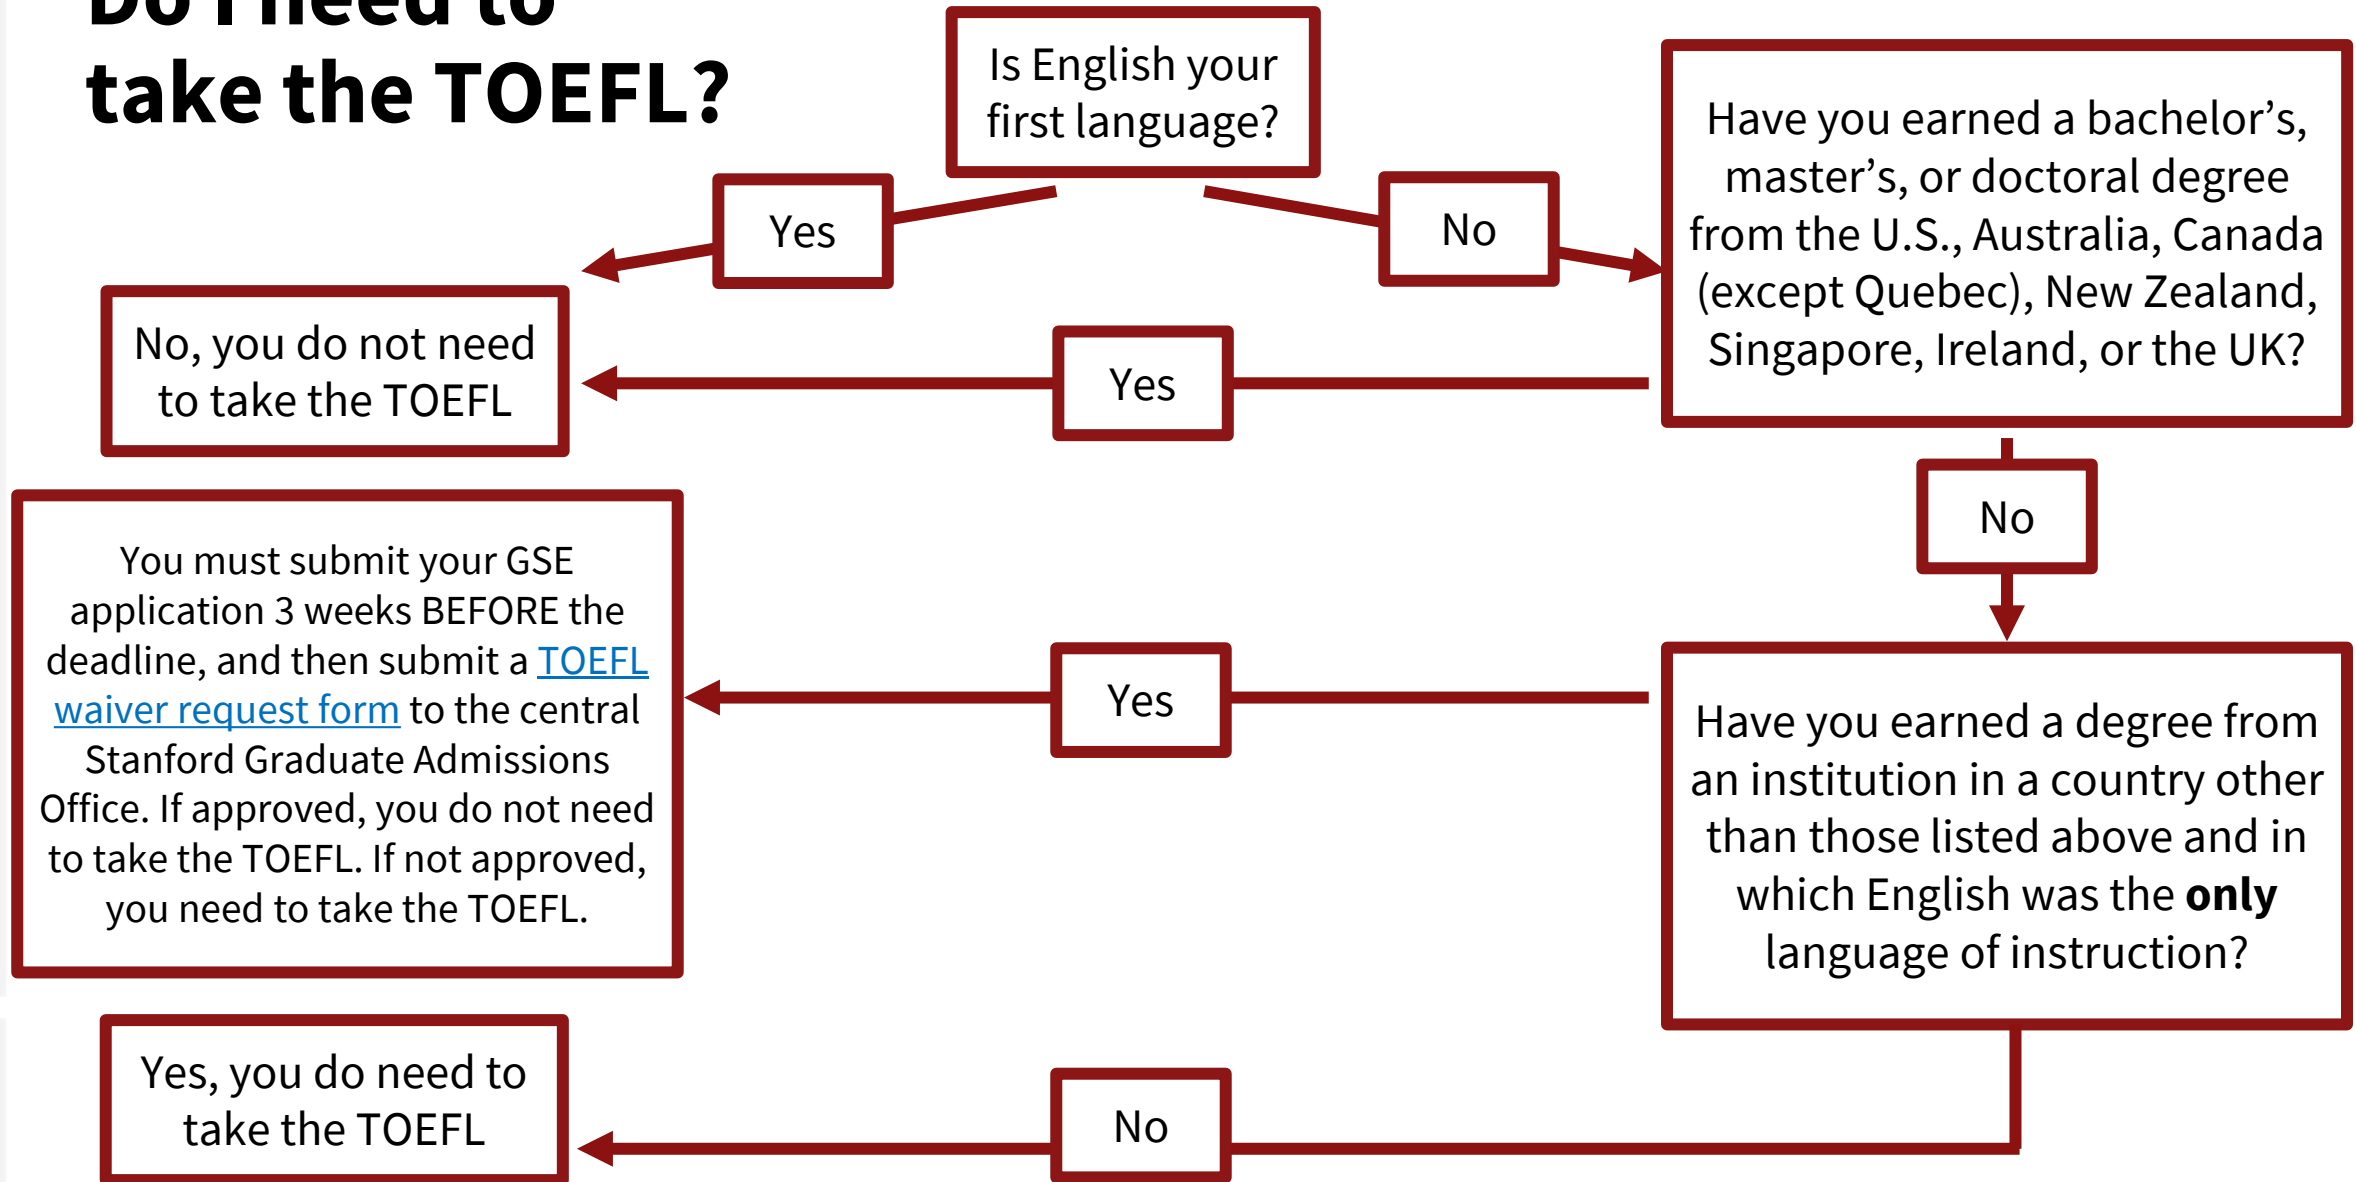 Do I need to
take the TOEFL?
Is English your
first language?
Yes
No
Have you earned a bachelor’s,
master’s, or doctoral degree
from the U.S., Australia, Canada
(except Quebec), New Zealand,
Singapore, Ireland, or the UK?
No, you do not need
to take the TOEFL
Yes
No
You must submit your GSE
application 3 weeks BEFORE the
deadline, and then submit a TOEFL
waiver request form to the central
Stanford Graduate Admissions
Office. If approved, you do not need
to take the TOEFL. If not approved,
you need to take the TOEFL.
Yes
Have you earned a degree from
an institution in a country other
than those listed above and in
which English was the only
language of instruction?
Yes, you do need to
take the TOEFL
No